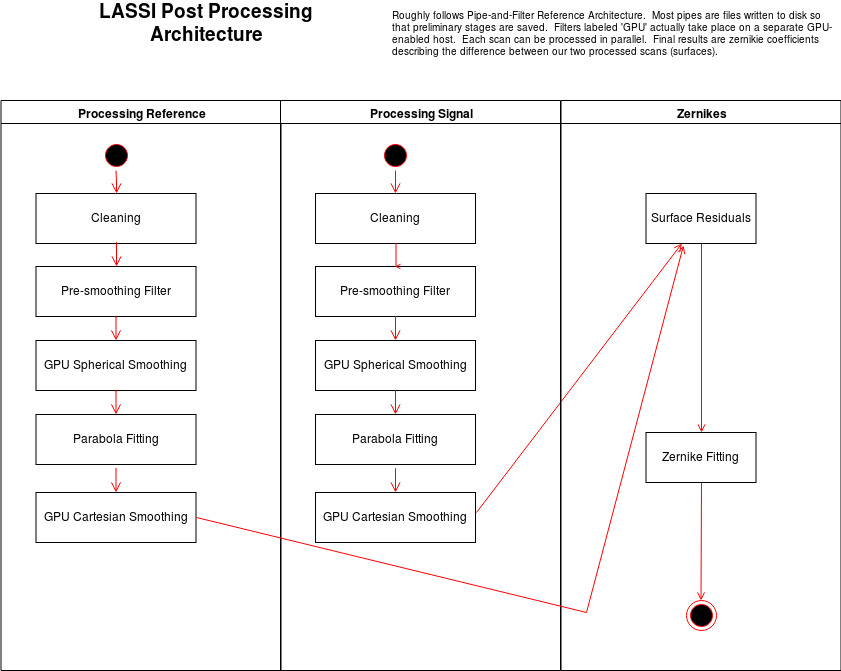 LASSI Post Processing
Architecture
Roughly follows Pipe-and-Filter Reference Architecture. Most pipes are files written to disk so
that preliminary stages are saved. Filters labeled 'GPU' actually take place on a separate GPU-
enabled host. Each scan can be processed in parallel. Final results are zernikie coefficients
describing the difference between our two processed scans (surfaces).
Processing Reference
Processing Signal
Zernikes
Cleaning
Cleaning
Surface Residuals
Pre-smoothing Filter
Pre-smoothing Filter
GPU Spherical Smoothing
GPU Spherical Smoothing
Parabola Fitting
Parabola Fitting
Zernike Fitting
GPU Cartesian Smoothing
GPU Cartesian Smoothing